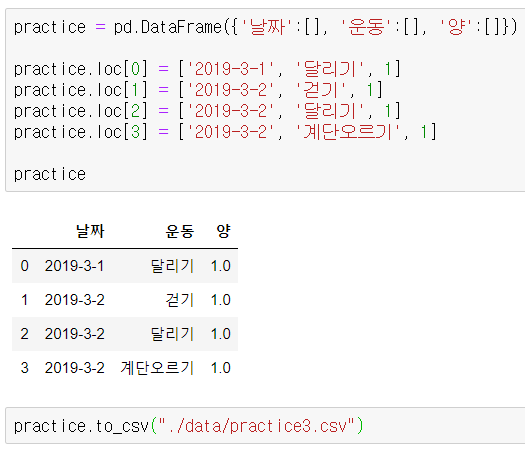 practice = pd.DataFrame({'날짜':[], '운동':[], '양':[]})
practice.loc[0] = ['2019-3-1', '달리기', 1]
practice.loc[1] = ['2019-3-2', '걷기', 1]
practice.loc[2] = ['2019-3-2', '달리기', 1]
practice.loc[3] = ['2019-3-2', '계단오르기', 1]
practice
날짜 운동 양
0 2019-3-1 달리기 1.0
1 2019-3-2 걷기 1.0
2 2019-3-2 달리기 1.0
3 2019-3-2 계단오르기 1.0
practice.to_csv("./data/practice3.csv")